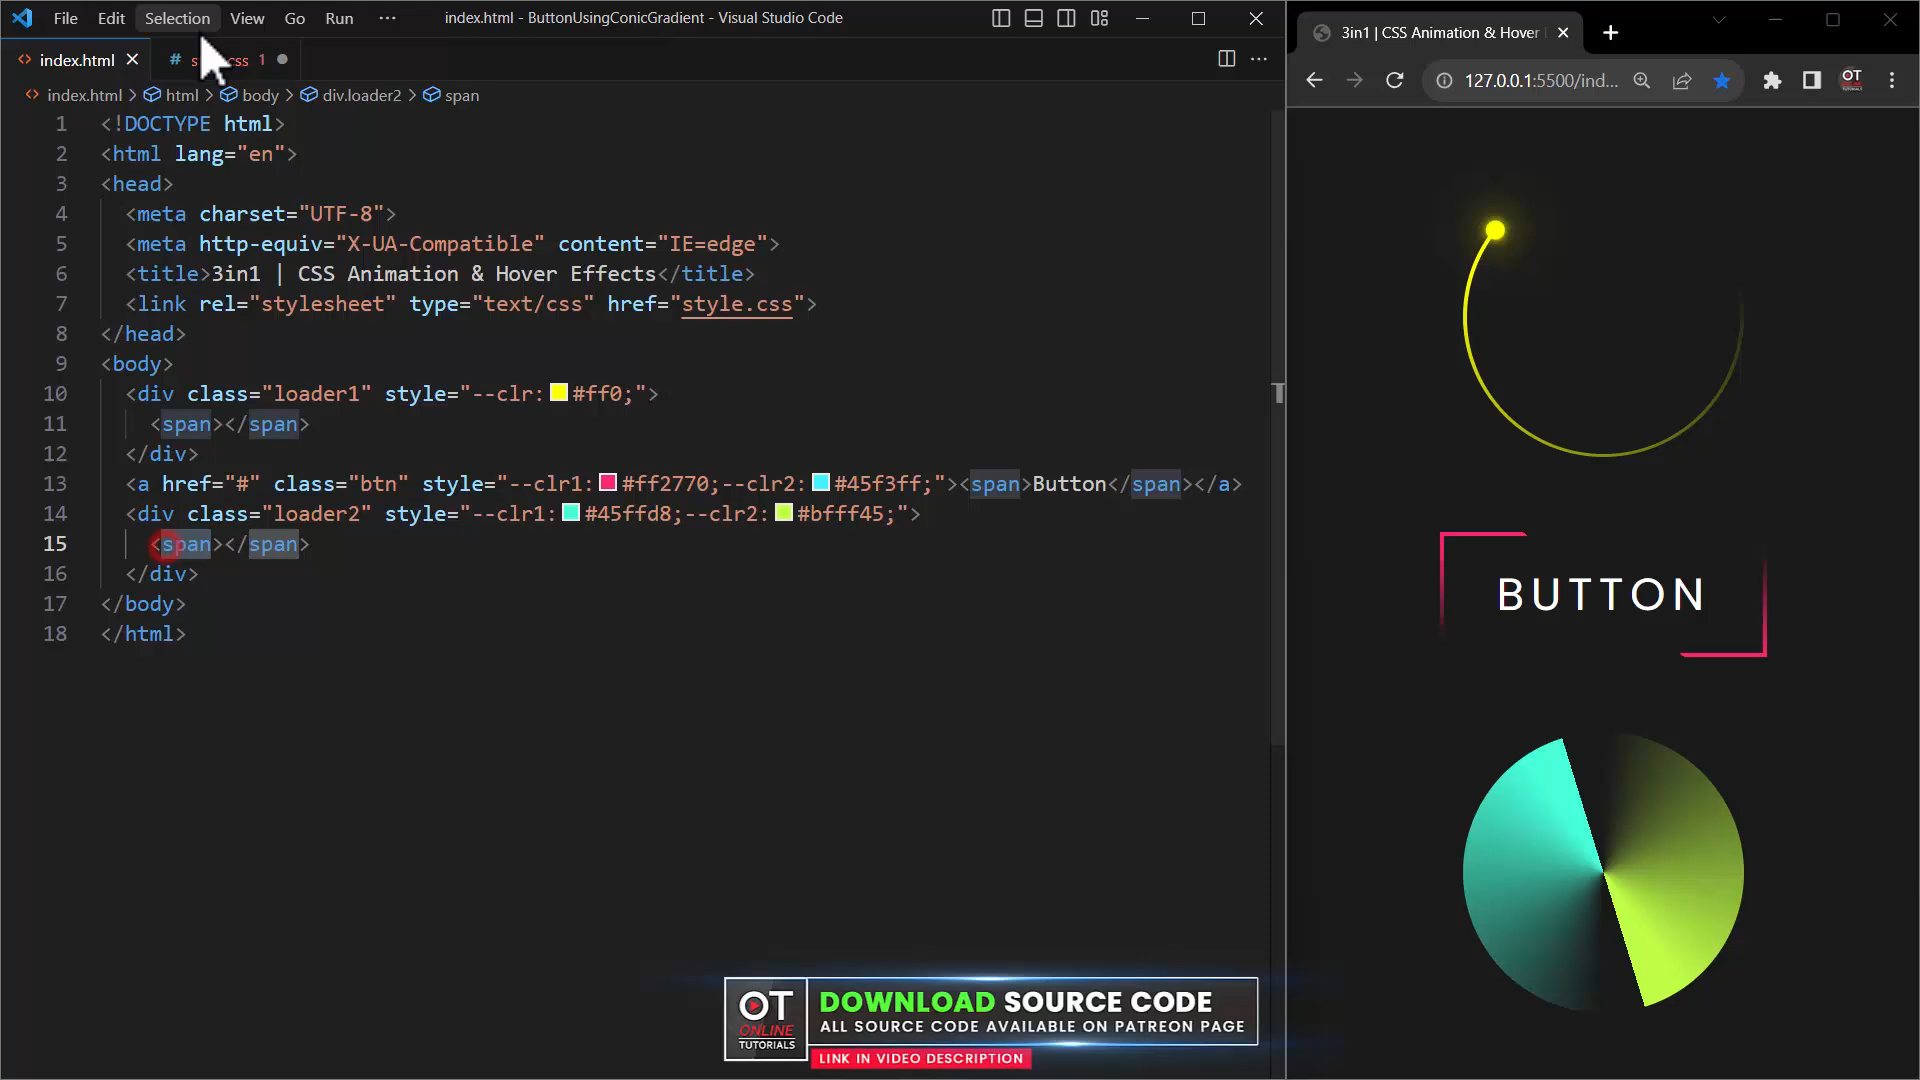 File Edit Selection View Go Run ··· index.html - ButtonUsingConicGradient - Visual Studio Code
index.html # css 1
index.html > html > body > div.loader2 > span
1 <!DOCTYPE html>
2 <html lang="en">
3 <head>
4 <meta charset="UTF-8">
5 <meta http-equiv="X-UA-Compatible" content="IE=edge">
6 <title>3in1 | CSS Animation & Hover Effects</title>
7 <link rel="stylesheet" type="text/css" href="style.css">
8 </head>
9 <body>
10 <div class="loader1" style="--clr:#ff0;">
11 <span></span>
12 </div>
13 <a href="#" class="btn" style="--clr1:#ff2770;--clr2:#45f3ff;"><span>Button</span></a>
14 <div class="loader2" style="--clr1:#45ffd8;--clr2:#bfff45;">
15 <span></span>
16 </div>
17 </body>
18 </html>
3in1 | CSS Animation & Hover
127.0.0.1:5500/ind...
OT
BUTTON
OT
ONLINE
TUTORIALS
DOWNLOAD SOURCE CODE
ALL SOURCE CODE AVAILABLE ON PATREON PAGE
LINK IN VIDEO DESCRIPTION